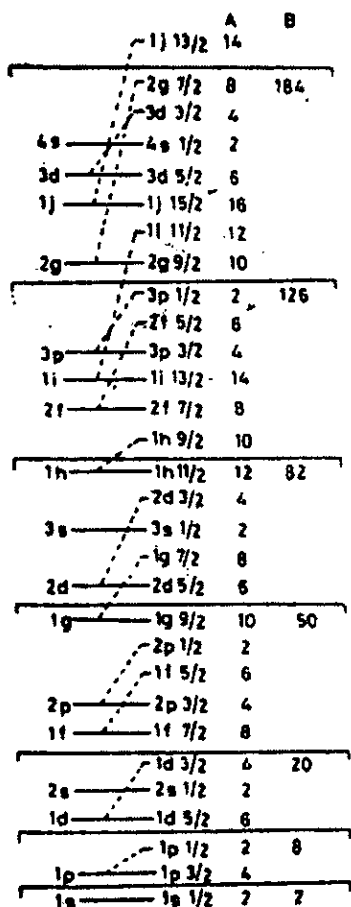 A B
1j 13/2 14
2g 7/2 8 184
3d 3/2 4
4s 4s 1/2 2
3d 3d 5/2 6
1j 1j 15/2 16
1i 11/2 12
2g 2g 9/2 10
3p 1/2 2 126
2f 5/2 6
3p 3p 3/2 4
1i 1i 13/2 14
2f 2f 7/2 8
1h 9/2 10
1h 1h 11/2 12 82
2d 3/2 4
3s 3s 1/2 2
1g 7/2 8
2d 2d 5/2 6
1g 1g 9/2 10 50
2p 1/2 2
1f 5/2 6
2p 2p 3/2 4
1f 1f 7/2 8
1d 3/2 4 20
2s 2s 1/2 2
1d 1d 5/2 6
1p 1/2 2 8
1p 1p 3/2 4
1s 1s 1/2 2 2